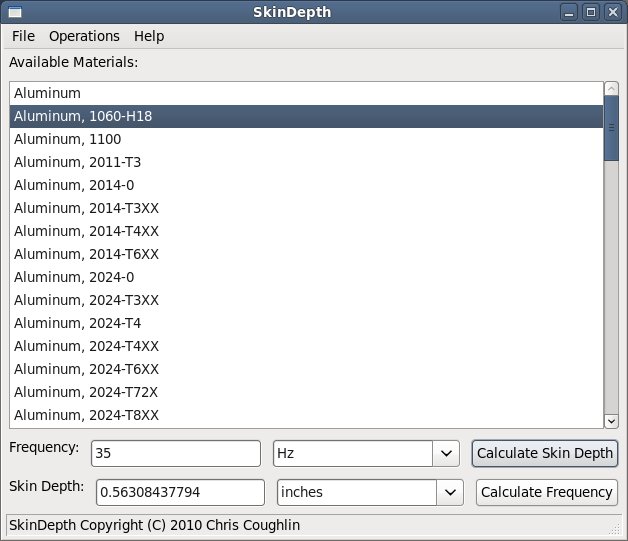 SkinDepth
File Operations Help
Available Materials:
Aluminum
Aluminum, 1060-H18
Aluminum, 1100
Aluminum, 2011-T3
Aluminum, 2014-0
Aluminum, 2014-T3XX
Aluminum, 2014-T4XX
Aluminum, 2014-T6XX
Aluminum, 2024-0
Aluminum, 2024-T3XX
Aluminum, 2024-T4
Aluminum, 2024-T4XX
Aluminum, 2024-T6XX
Aluminum, 2024-T72X
Aluminum, 2024-T8XX
Frequency: 35 Hz Calculate Skin Depth
Skin Depth: 0.56308437794 inches Calculate Frequency
SkinDepth Copyright (C) 2010 Chris Coughlin